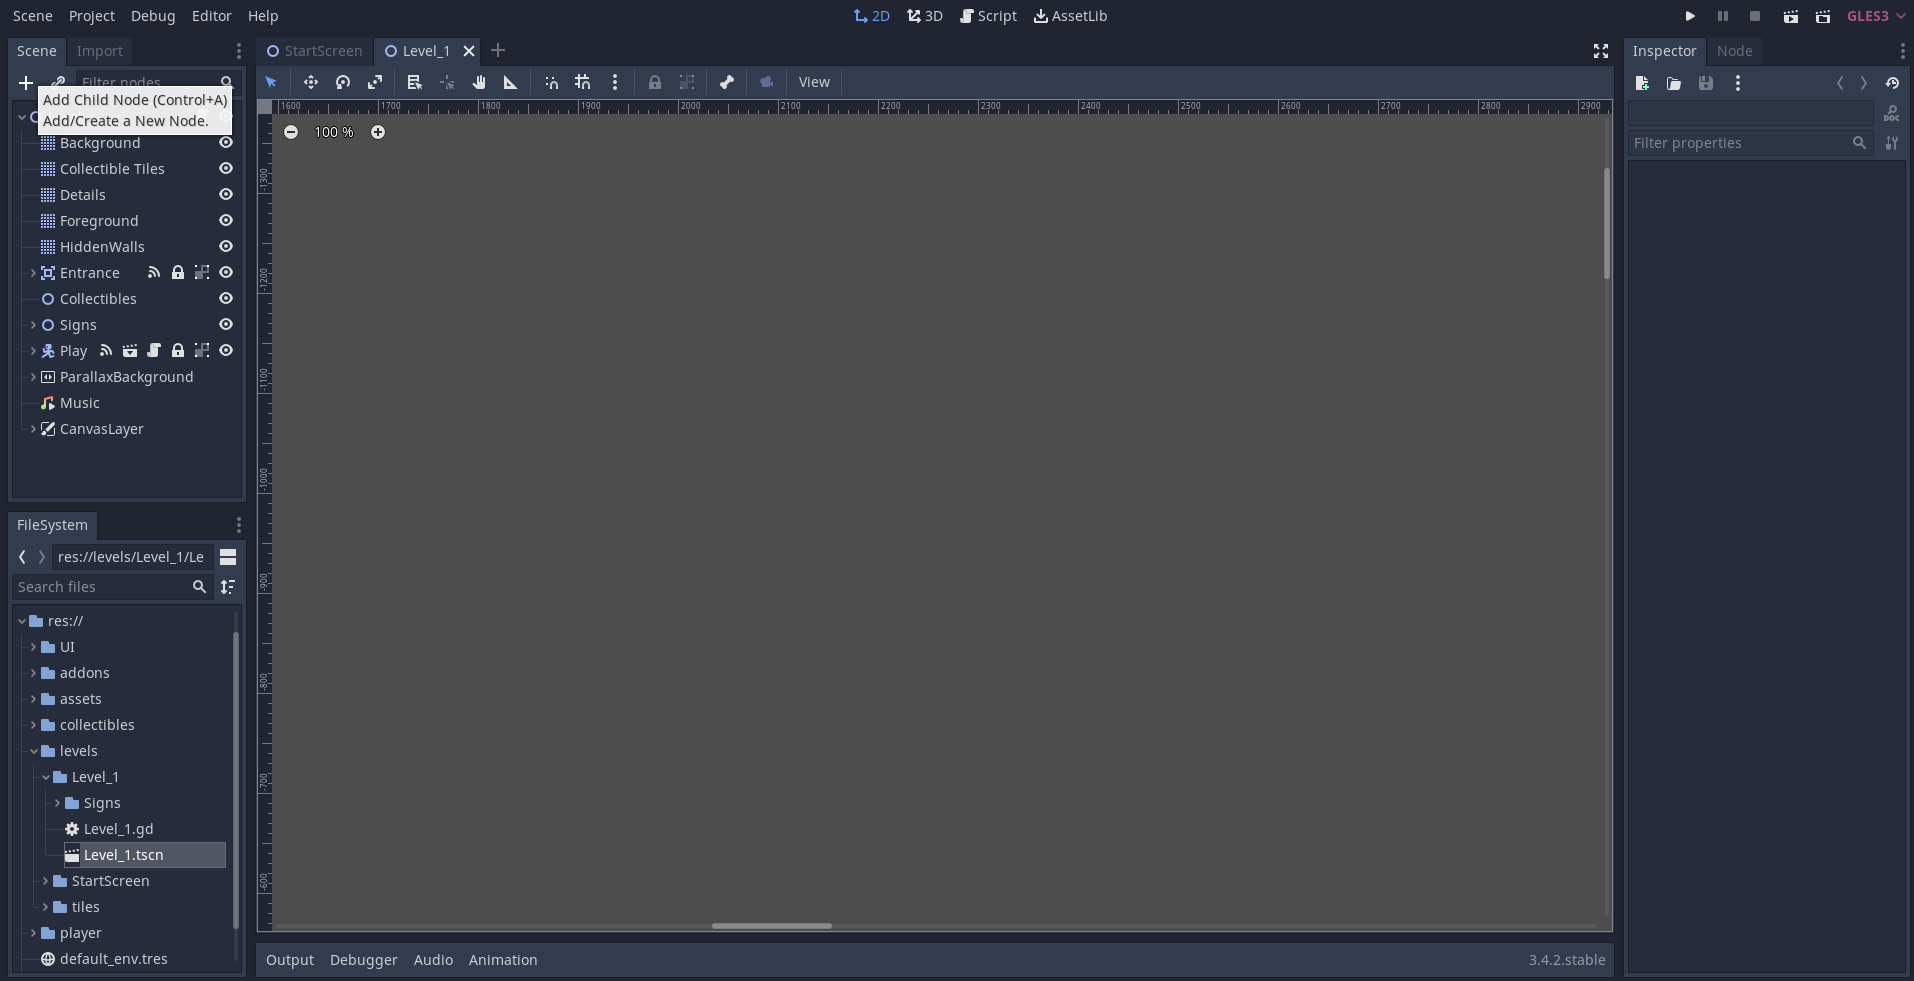 Scene Project Debug Editor Help 2D 3D Script AssetLib GLES3
Scene Import StartScreen Level_1 Inspector Node
Filter nodes View
Add Child Node (Control+A)
Add/Create a New Node.
1600 1700 1800 1900 2000 2100 2200 2300 2400 2500 2600 2700 2800 2900
100 %
Filter properties
Background
Collectible Tiles
Details
Foreground
HiddenWalls
Entrance
Collectibles
Signs
Play
ParallaxBackground
Music
CanvasLayer
-1300
-1200
-1100
-1000
-900
-800
-700
-600
FileSystem
res://levels/Level_1/Le
Search files
res://
UI
addons
assets
collectibles
levels
Level_1
Signs
Level_1.gd
Level_1.tscn
StartScreen
tiles
player
default_env.tres
Output Debugger Audio Animation 3.4.2.stable